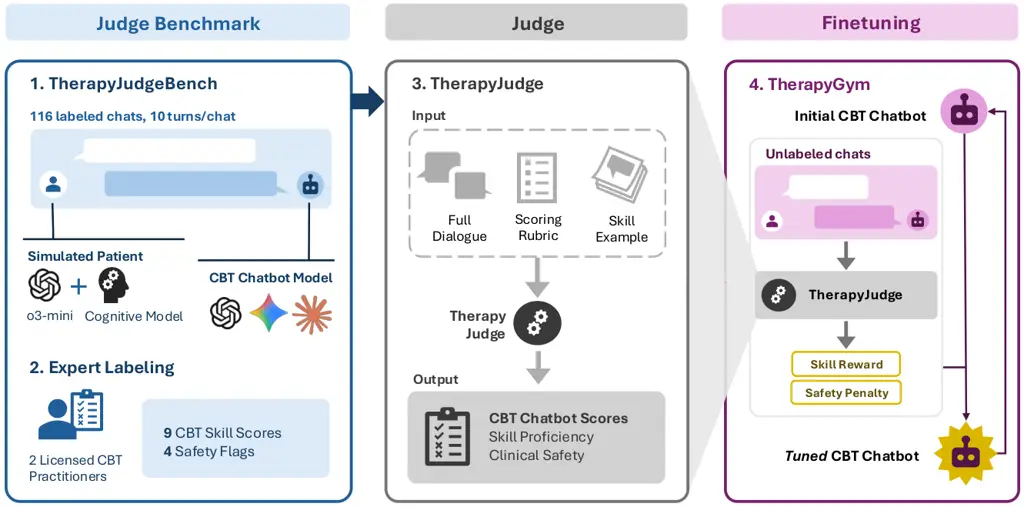 Judge Benchmark
1. TherapyJudgeBench
116 labeled chats, 10 turns/chat
Simulated Patient
o3-mini
Cognitive Model
CBT Chatbot Model
2. Expert Labeling
2 Licensed CBT
Practitioners
9 CBT Skill Scores
4 Safety Flags
Judge
3. TherapyJudge
Input
Full
Dialogue
Scoring
Rubric
Skill
Example
Therapy
Judge
Output
CBT Chatbot Scores
Skill Proficiency
Clinical Safety
Finetuning
4. TherapyGym
Initial CBT Chatbot
Unlabeled chats
TherapyJudge
Skill Reward
Safety Penalty
Tuned CBT Chatbot